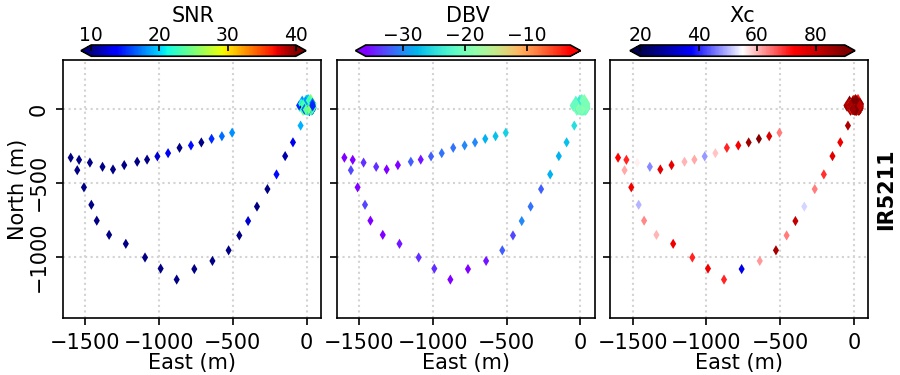 SNR DBV Xc
10 20 30 40 −30 −20 −10 20 40 60 80
North (m)
0
−500
−1000
−1500 −1000 −500 0 −1500 −1000 −500 0 −1500 −1000 −500 0
East (m) East (m) East (m)
IR5211